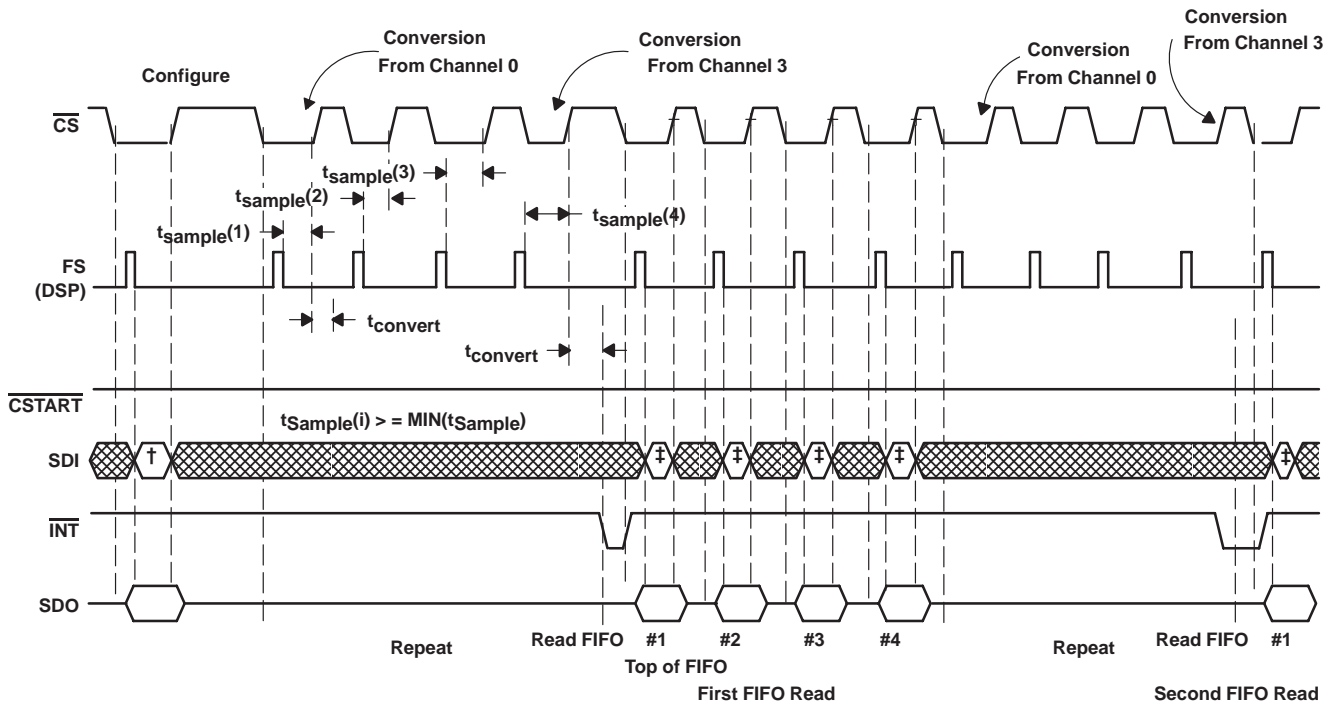 Conversion
From Channel 0
Conversion
From Channel 3
Conversion
From Channel 3
Conversion
From Channel 0
Configure
CS
tsample(3)
tsample(2)
tsample(4)
tsample(1)
FS
(DSP)
tconvert
tconvert
CSTART
tSample(i) > = MIN(tSample)
SDI
†
‡
‡
‡
‡
‡
INT
SDO
Repeat
Read FIFO
#1
#2
#3
#4
Repeat
Read FIFO
#1
Top of FIFO
First FIFO Read
Second FIFO Read